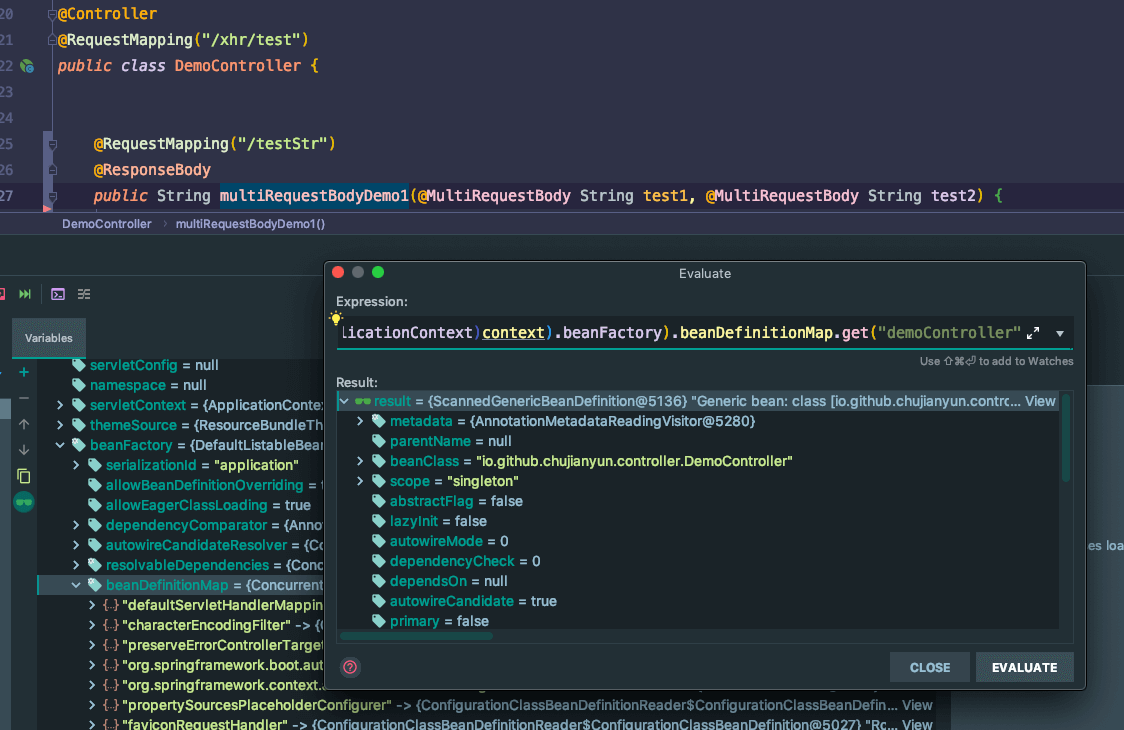 20 @Controller
21 @RequestMapping("/xhr/test")
22 public class DemoController {
23
24
25 @RequestMapping("/testStr")
26 @ResponseBody
27 public String multiRequestBodyDemo1(@MultiRequestBody String test1, @MultiRequestBody String test2) {
DemoController › multiRequestBodyDemo1()
Variables
servletConfig = null
namespace = null
servletContext = {ApplicationConte
themeSource = {ResourceBundleTh
beanFactory = {DefaultListableBean
serializationId = "application"
allowBeanDefinitionOverriding =
allowEagerClassLoading = true
dependencyComparator = {Anno
autowireCandidateResolver = {Co
resolvableDependencies = {Conc
beanDefinitionMap = {Concurrent
"defaultServletHandlerMappin
"characterEncodingFilter" -> {
"preserveErrorControllerTarget
"org.springframework.boot.aut
"org.springframework.context.
"propertySourcesPlaceholderConfigurer" -> {ConfigurationClassBeanDefinitionReader$ConfigurationClassBeanDefin... View
"faviconRequestHandler" -> {ConfigurationClassBeanDefinitionReader$ConfigurationClassBeanDefinition@5027} "Ro... View
Evaluate
Expression:
licationContext)context).beanFactory).beanDefinitionMap.get("demoController"
Use ⇧⌘⏎ to add to Watches
Result:
result = {ScannedGenericBeanDefinition@5136} "Generic bean: class [io.github.chujianyun.contrc... View
metadata = {AnnotationMetadataReadingVisitor@5280}
parentName = null
beanClass = "io.github.chujianyun.controller.DemoController"
scope = "singleton"
abstractFlag = false
lazyInit = false
autowireMode = 0
dependencyCheck = 0
dependsOn = null
autowireCandidate = true
primary = false
CLOSE
EVALUATE
es loa